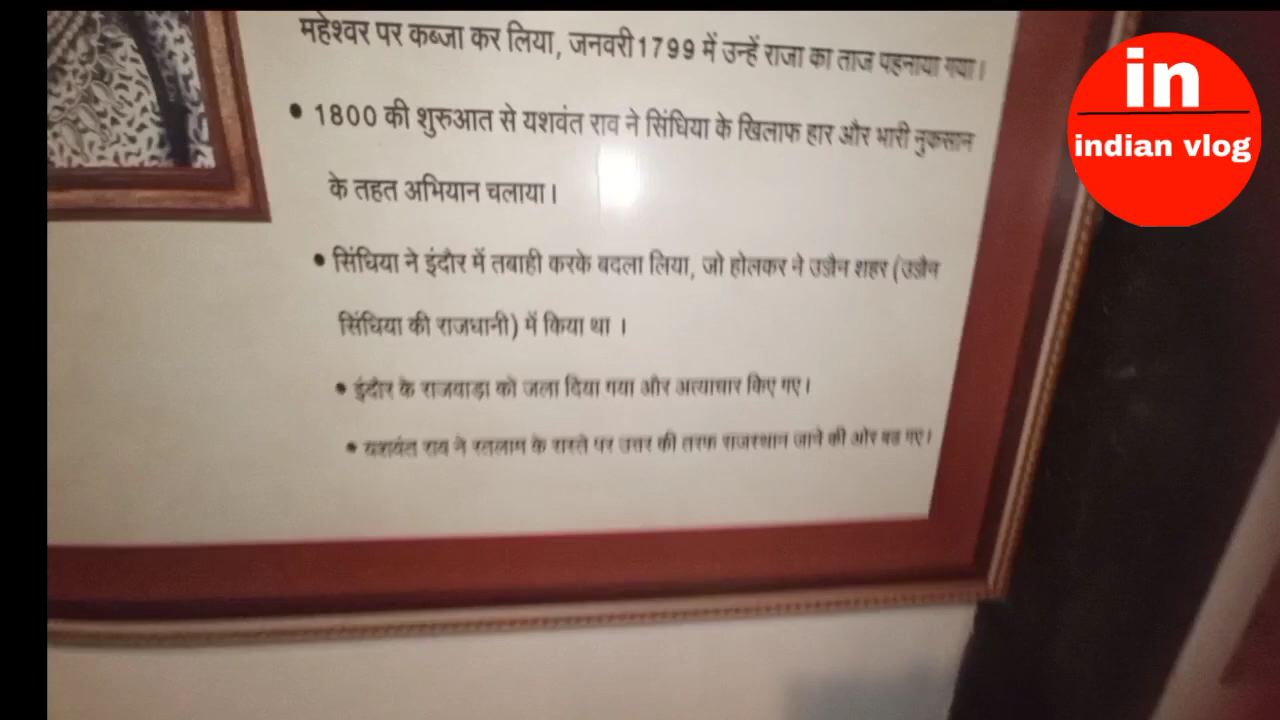 महेश्वर पर कब्जा कर लिया, जनवरी 1799 में उन्हें राजा का ताज पहनाया गया।
• 1800 की शुरुआत से यशवंत राव ने सिंधिया के खिलाफ हार और भारी नुकसान
के तहत अभियान चलाया।
• सिंधिया ने इंदौर में तबाही करके बदला लिया, जो होलकर ने उज्जैन शहर (उज्जैन
सिंधिया की राजधानी) में किया था ।
• इंदौर के राजवाड़ा को जला दिया गया और अत्याचार किए गए।
• यशवंत राव ने रतलाम के रास्ते पर उत्तर की तरफ राजस्थान जाने की ओर बढ गए।
in
indian vlog